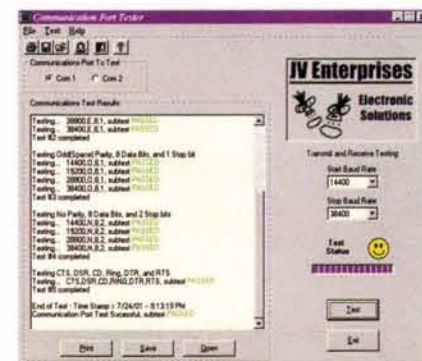 Communication Port Tester
File Test Help
Communications Port To Test
Com 1 Com 2
Communications Test Results
Testing... 28800,E,8,1, subtest PASSED
Testing... 38400,E,8,1, subtest PASSED
Test #2 completed
Testing Odd(Space) Parity, 8 Data Bits, and 1 Stop bit
Testing... 14400,O,8,1, subtest PASSED
Testing... 19200,O,8,1, subtest PASSED
Testing... 28800,O,8,1, subtest PASSED
Testing... 38400,O,8,1, subtest PASSED
Test #3 completed
Testing No Parity, 8 Data Bits, and 2 Stop bits
Testing... 14400,N,8,2, subtest PASSED
Testing... 19200,N,8,2, subtest PASSED
Testing... 28800,N,8,2, subtest PASSED
Testing... 38400,N,8,2, subtest PASSED
Test #4 completed
Testing CTS, DSR, CD, Ring, DTR, and RTS
Testing... CTS,DSR,CD,RING,DTR,RTS, subtest PASSED
Test #5 completed
End of Test - Time Stamp > 7/24/01 - 8:13:19 PM
Communication Port Test Sucessful, subtest PASSED
Print Save Open
JV Enterprises
Electronic
Solutions
Transmit and Receive Testing
Start Baud Rate
14400
Stop Baud Rate
38400
Test
Status
Test
Exit